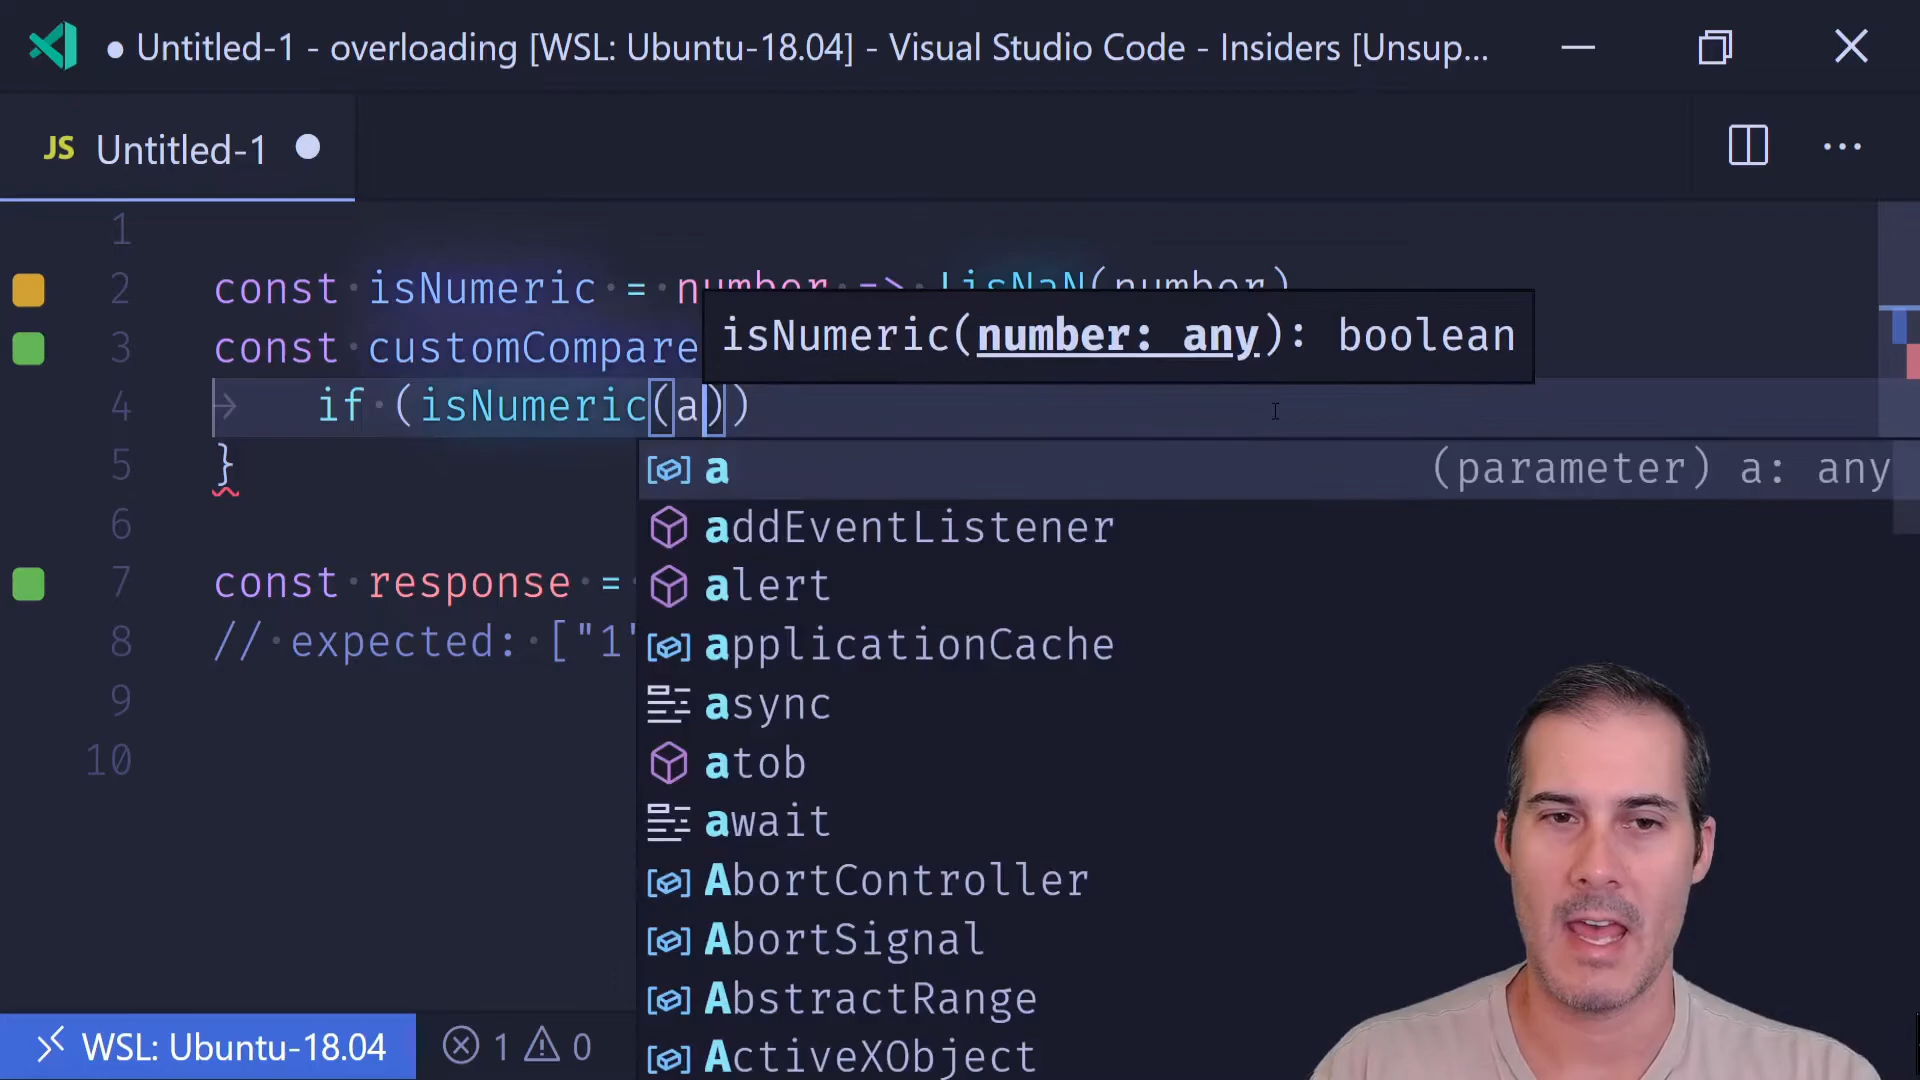 ● Untitled-1 - overloading [WSL: Ubuntu-18.04] - Visual Studio Code - Insiders [Unsup...
JS Untitled-1
1
2 const isNumeric = number => !isNaN(number)
isNumeric(number: any): boolean
3 const customCompare
4 if (isNumeric(a))
5 }
a (parameter) a: any
6
addEventListener
7 const response =
alert
8 // expected: ["1"
applicationCache
9
async
10
atob
await
AbortController
AbortSignal
AbstractRange
ActiveXObject
WSL: Ubuntu-18.04 1 0